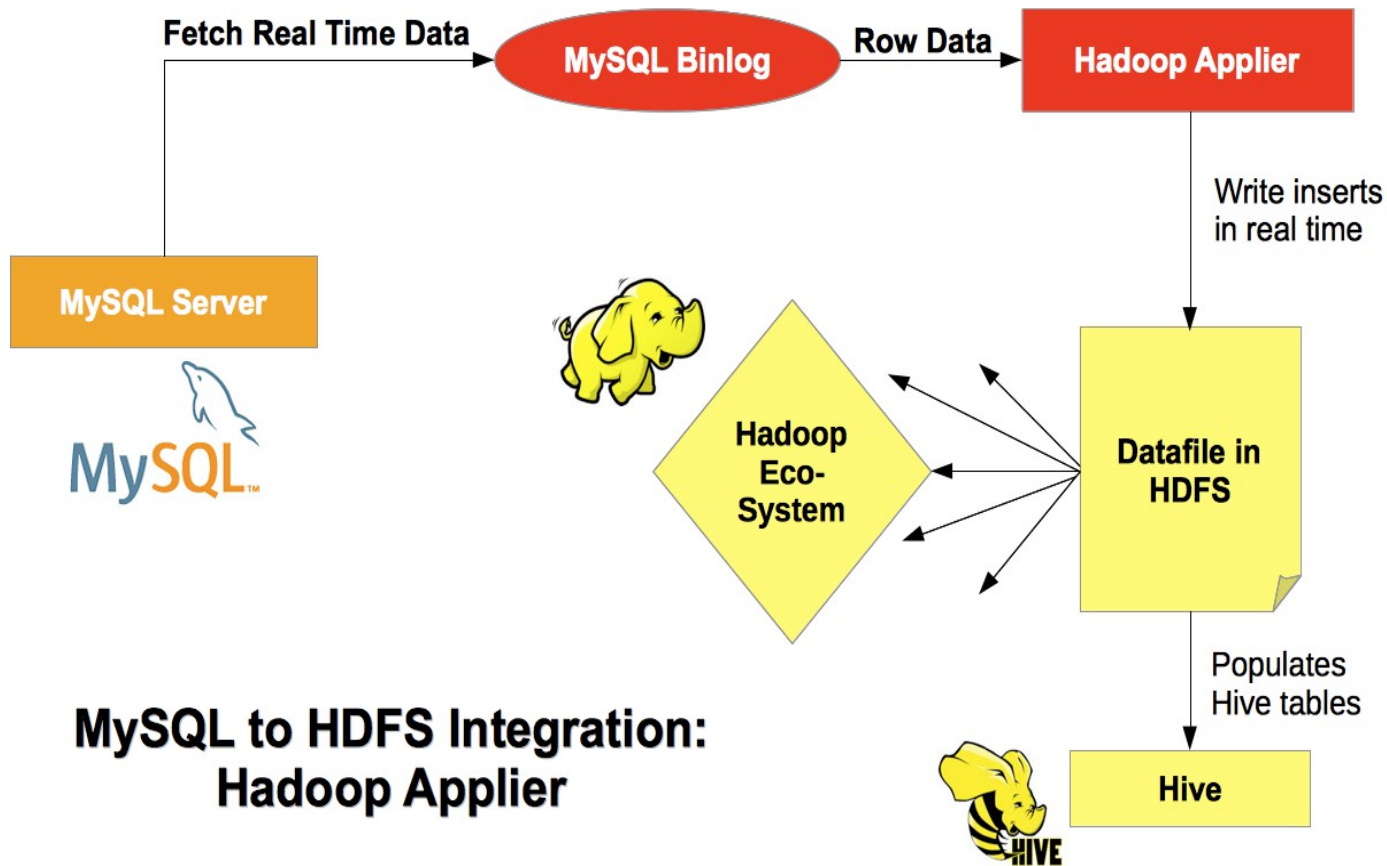 Fetch Real Time Data
MySQL Binlog
Row Data
Hadoop Applier
Write inserts
in real time
MySQL Server
MySQL™
Hadoop
Eco-
System
Datafile in
HDFS
Populates
Hive tables
MySQL to HDFS Integration:
Hadoop Applier
Hive
HIVE